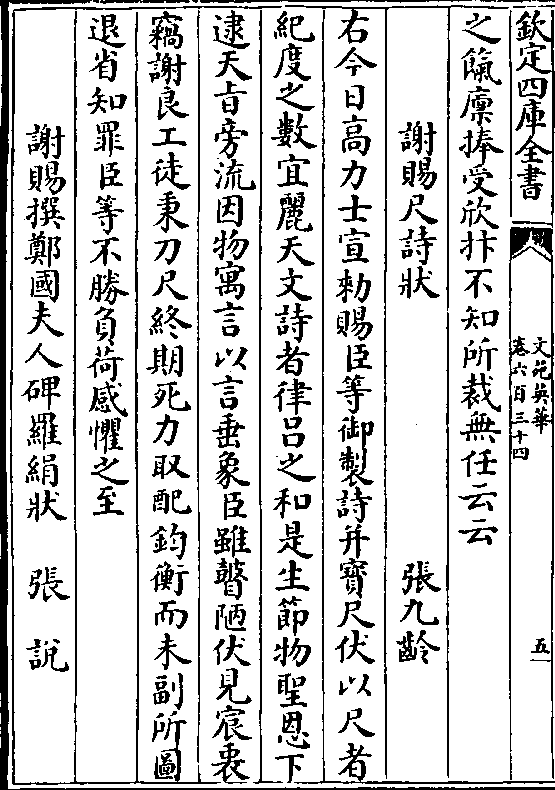 欽定四庫全書
文苑英華
卷六百三十四
五
之餼廪捧受欣抃不知所裁無任云云
謝賜尺詩狀 張九齡
右今日高力士宣勑賜臣等御製詩并寶尺伏以尺者
紀度之數宜麗天文詩者律吕之和是生節物聖恩下
逮天㫖旁流因物寓言以言垂象臣雖瞽陋伏見宸衷
竊謝良工徒秉刀尺終期死力取配鈞衡而未副所圖
退省知罪臣等不勝負荷感懼之至
謝賜撰鄭國夫人碑羅絹狀 張說